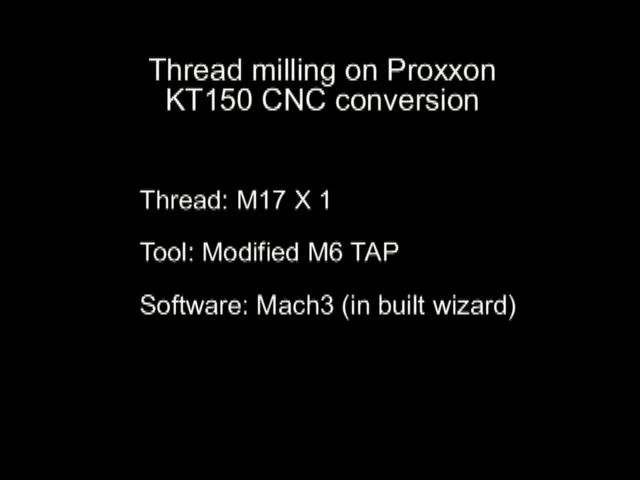 Thread milling on Proxxon
KT150 CNC conversion
Thread: M17 X 1
Tool: Modified M6 TAP
Software: Mach3 (in built wizard)